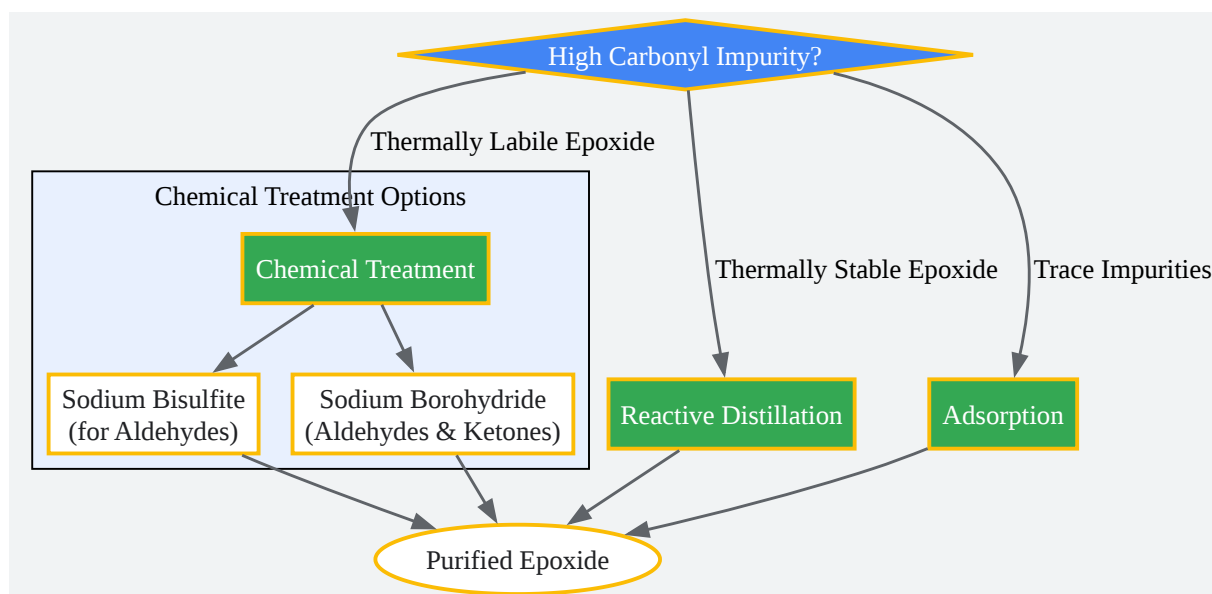 High Carbonyl Impurity?
Thermally Labile Epoxide
Chemical Treatment Options
Chemical Treatment
Thermally Stable Epoxide
Trace Impurities
Sodium Bisulfite
(for Aldehydes)
Sodium Borohydride
(Aldehydes & Ketones)
Reactive Distillation
Adsorption
Purified Epoxide